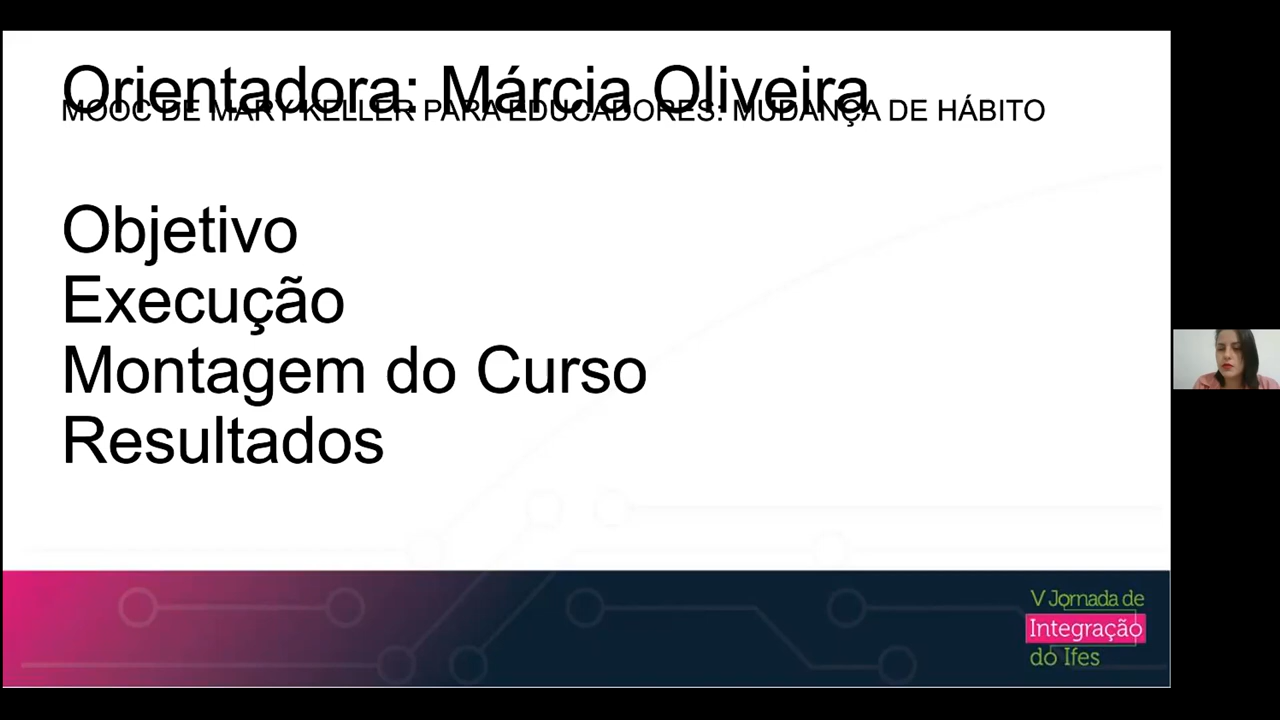 Orientadora: Márcia Oliveira
MOOC DE MARY KELLER PARA EDUCADORES: MUDANÇA DE HÁBITO
Objetivo
Execução
Montagem do Curso
Resultados
V Jornada de
Integração
do Ifes